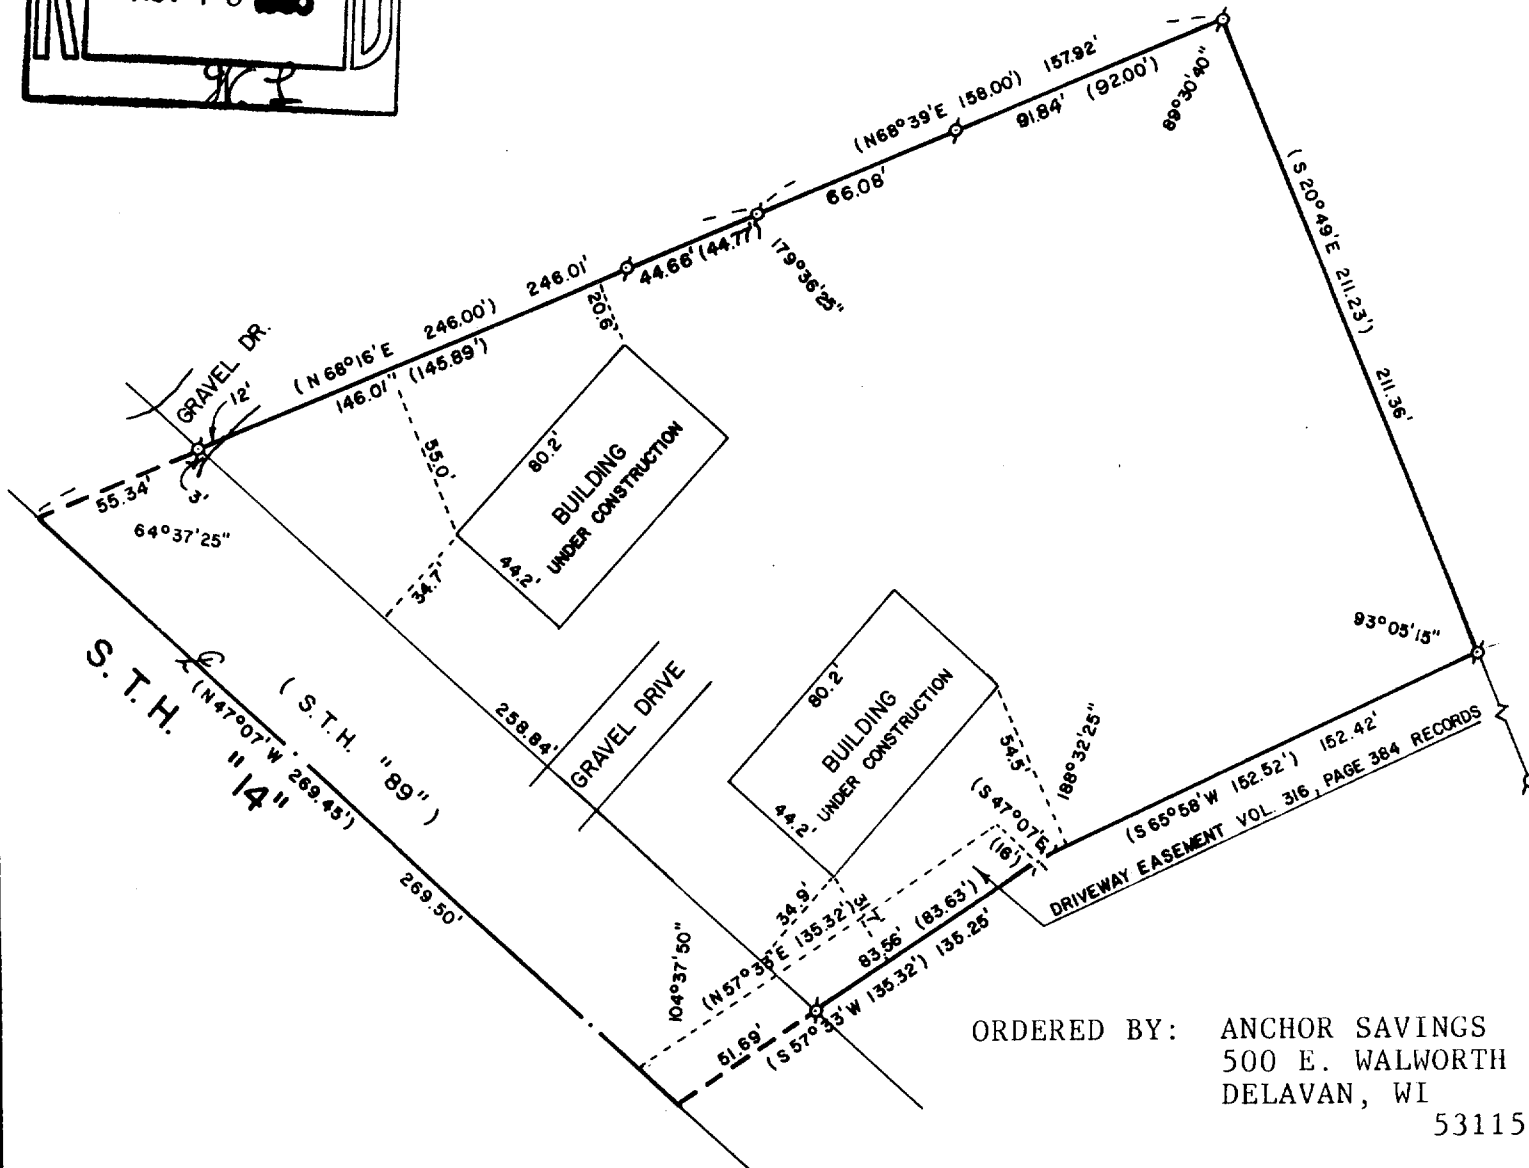 (N68°39'E 158.00') 157.92'
91.84' (92.00')
89°30'40"
66.08'
(S 20°49'E 211.23') 211.36'
246.01'
44.66' (44.77')
179°36'25"
20.6'
(N 68°16'E 246.00')
146.01" (145.89')
GRAVEL DR.
12'
3'
55.0'
80.2'
BUILDING
UNDER CONSTRUCTION
44.2'
34.7'
55.34'
64°37'25"
93°05'15"
S. T. H. "14"
(S. T. H. "89")
(N 47°07'W 269.45')
269.50'
258.84'
GRAVEL DRIVE
80.2'
BUILDING
UNDER CONSTRUCTION
44.2'
54.5'
188°32'25"
(S 47°07'E
(16')
(S 65°58'W 152.52') 152.42'
DRIVEWAY EASEMENT VOL. 316, PAGE 384 RECORDS
34.9'
104°37'50"
(N 57°33'E 135.32')
83.56' (83.63')
(S 57°33'W 135.32') 135.25'
51.69'
ORDERED BY: ANCHOR SAVINGS
500 E. WALWORTH
DELAVAN, WI
53115